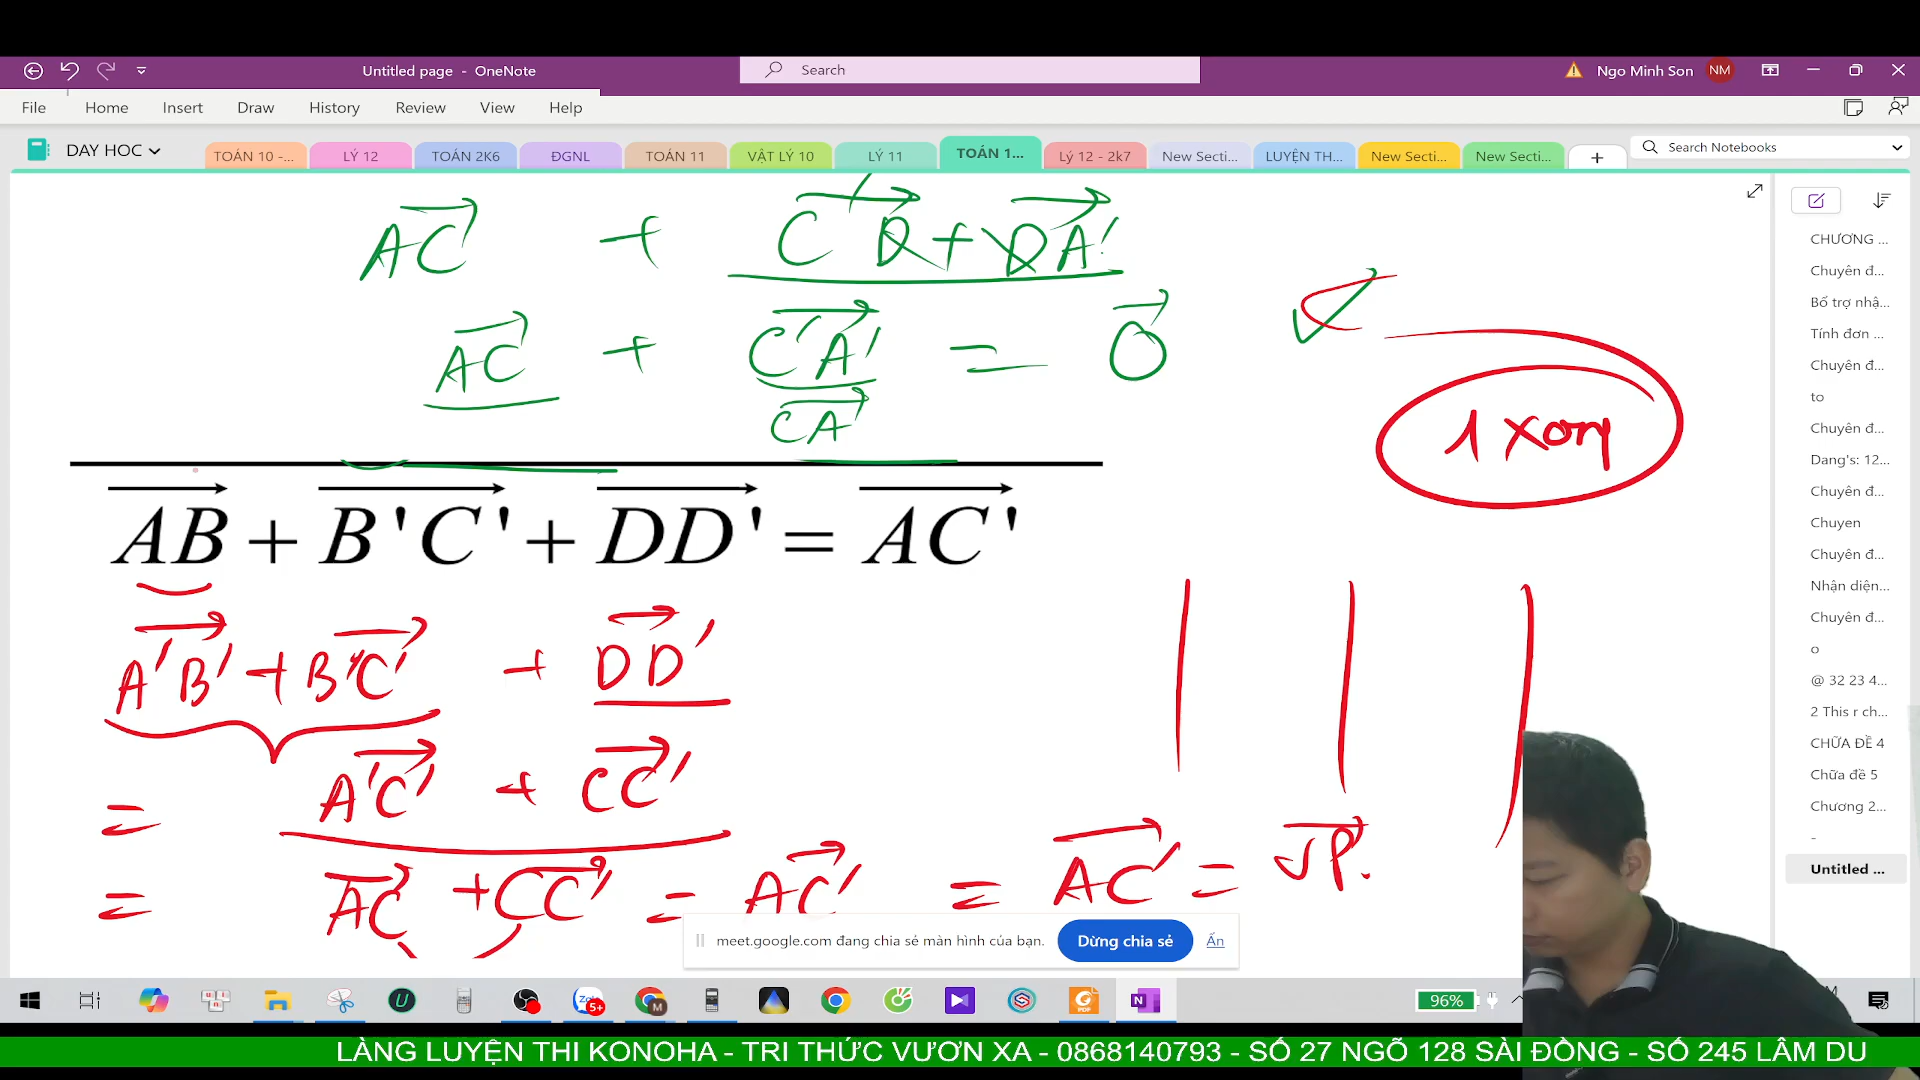 Untitled page - OneNote
Search
Ngo Minh Son
NM
File Home Insert Draw History Review View Help
DAY HOC
TOÁN 10 -...
LÝ 12
TOÁN 2K6
ĐGNL
TOÁN 11
VẬT LÝ 10
LÝ 11
TOÁN 1...
Lý 12 - 2k7
New Secti...
LUYỆN TH...
New Secti...
New Secti...
+
Search Notebooks
AC + CD + DA'
AC + C'A' = 0
CA
1 xong
AB + B'C' + DD' = AC'
A'B' + B'C' + DD'
= A'C' + CC'
= AC + CC' = AC' = AC' = VP.
CHƯƠNG ...
Chuyên đ...
Bố trợ nhậ...
Tính đơn ...
Chuyên đ...
to
Chuyên đ...
Dang's: 12...
Chuyên đ...
Chuyen
Chuyên đ...
Nhận diện...
Chuyên đ...
o
@ 32 23 4...
2 This r ch...
CHỮA ĐỀ 4
Chữa đề 5
Chương 2...
-
Untitled ...
meet.google.com đang chia sẻ màn hình của bạn.
Dừng chia sẻ
Ẩn
96%
LÀNG LUYỆN THI KONOHA - TRI THỨC VƯƠN XA - 0868140793 - SỐ 27 NGÕ 128 SÀI ĐỒNG - SỐ 245 LÂM DU